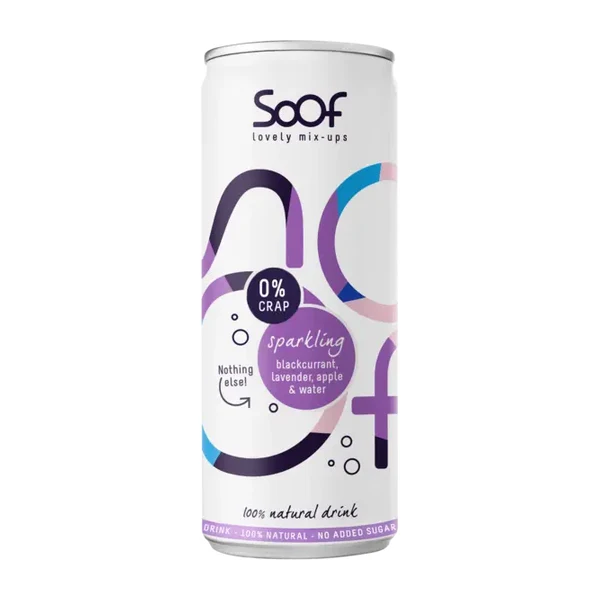 SoOf
lovely mix-ups
0%
CRAP
sparkling
blackcurrant,
lavender, apple
& water
Nothing
else!
100% natural drink
DRINK - 100% NATURAL - NO ADDED SUGAR